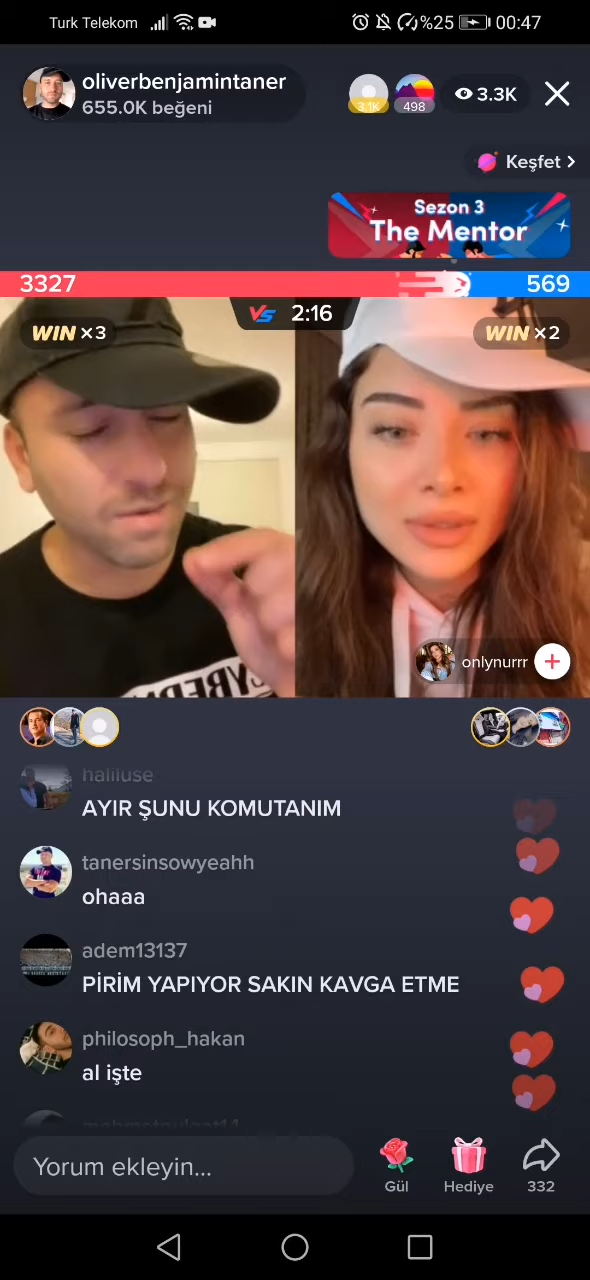 Turk Telekom
%25
00:47
oliverbenjamintaner
655.0K beğeni
3.1K
498
3.3K
Keşfet
Sezon 3
The Mentor
3327
569
VS 2:16
WIN ×3
WIN ×2
onlynurrr
haliluse
AYIR ŞUNU KOMUTANIM
tanersinsowyeahh
ohaaa
adem13137
PİRİM YAPIYOR SAKIN KAVGA ETME
philosoph_hakan
al işte
Yorum ekleyin...
Gül
Hediye
332